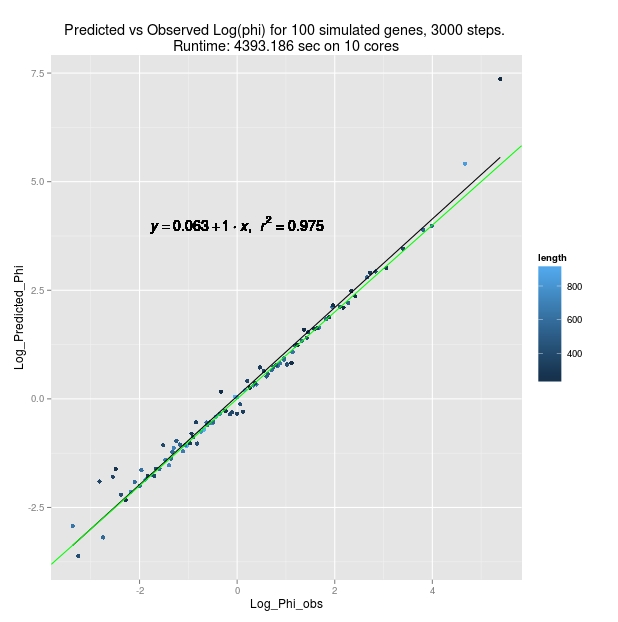 Predicted vs Observed Log(phi) for 100 simulated genes, 3000 steps.
Runtime: 4393.186 sec on 10 cores
7.5
5.0
2.5
0.0
-2.5
Log_Predicted_Phi
y = 0.063 + 1 · x, r² = 0.975
-2
0
2
4
Log_Phi_obs
length
800
600
400